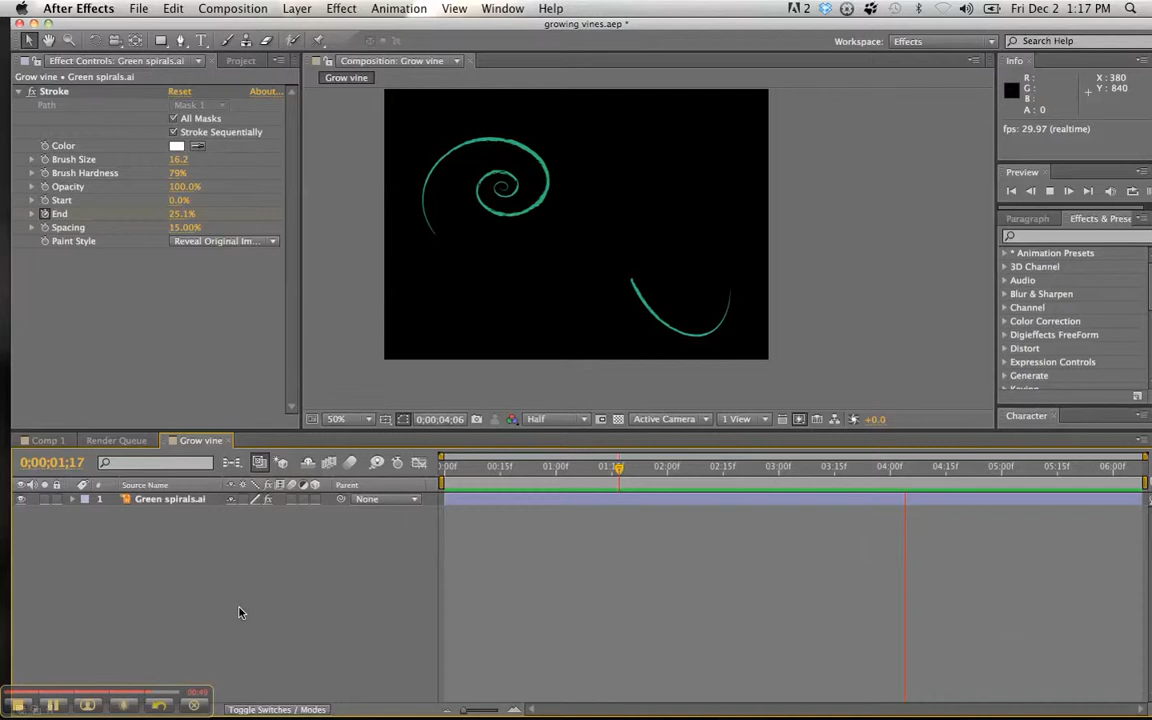 After Effects File Edit Composition Layer Effect Animation View Window Help 2 Fri Dec 2 1:17 PM
growing vines.aep *
T Workspace: Effects Search Help
Effect Controls: Green spirals.ai Project Composition: Grow vine Info
Grow vine • Green spirals.ai Grow vine
fx Stroke Reset About...
Path Mask 1
All Masks
Stroke Sequentially
Color
Brush Size 16.2
Brush Hardness 79%
Opacity 100.0%
Start 0.0%
End 25.1%
Spacing 15.00%
Paint Style Reveal Original Im...
R: X: 380
G: Y: 840
B:
A: 0
fps: 29.97 (realtime)
Preview
Paragraph Effects & Prese
* Animation Presets
3D Channel
Audio
Blur & Sharpen
Channel
Color Correction
Digieffects FreeForm
Distort
Expression Controls
Generate
Character
50% 0;00;04;06 Half Active Camera 1 View +0.0
Comp 1 Render Queue Grow vine
0;00;01;17 00f 00:15f 01:00f 02:00f 02:15f 03:00f 03:15f 04:00f 04:15f 05:00f 05:15f 06:00f
# Source Name fx Parent
1 Green spirals.ai fx None
00:49
Toggle Switches / Modes